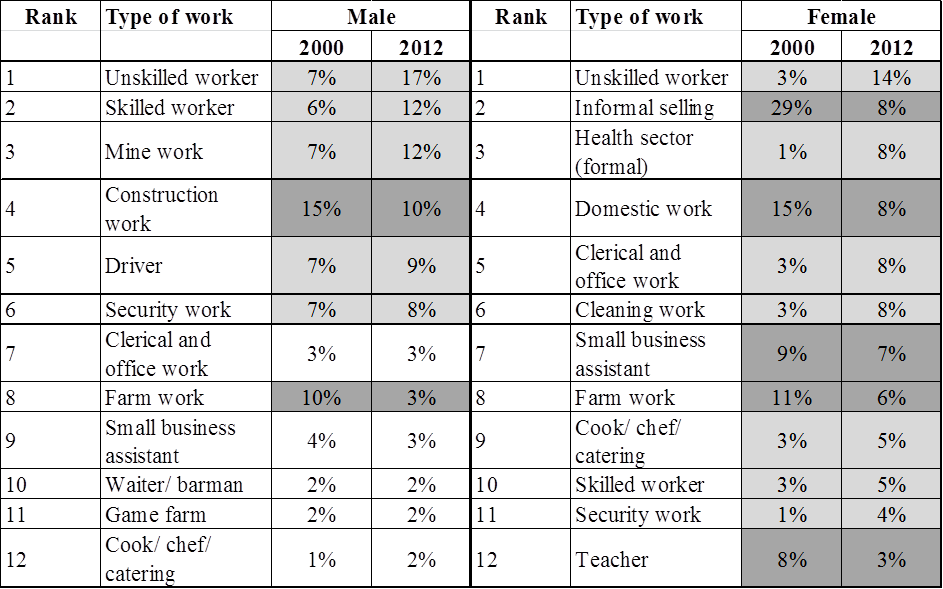 Rank Type of work Male Rank Type of work Female
2000 2012 2000 2012
1 Unskilled worker 7% 17% 1 Unskilled worker 3% 14%
2 Skilled worker 6% 12% 2 Informal selling 29% 8%
3 Mine work 7% 12% 3 Health sector
(formal) 1% 8%
4 Construction
work 15% 10% 4 Domestic work 15% 8%
5 Driver 7% 9% 5 Clerical and
office work 3% 8%
6 Security work 7% 8% 6 Cleaning work 3% 8%
7 Clerical and
office work 3% 3% 7 Small business
assistant 9% 7%
8 Farm work 10% 3% 8 Farm work 11% 6%
9 Small business
assistant 4% 3% 9 Cook/ chef/
catering 3% 5%
10 Waiter/ barman 2% 2% 10 Skilled worker 3% 5%
11 Game farm 2% 2% 11 Security work 1% 4%
12 Cook/ chef/
catering 1% 2% 12 Teacher 8% 3%